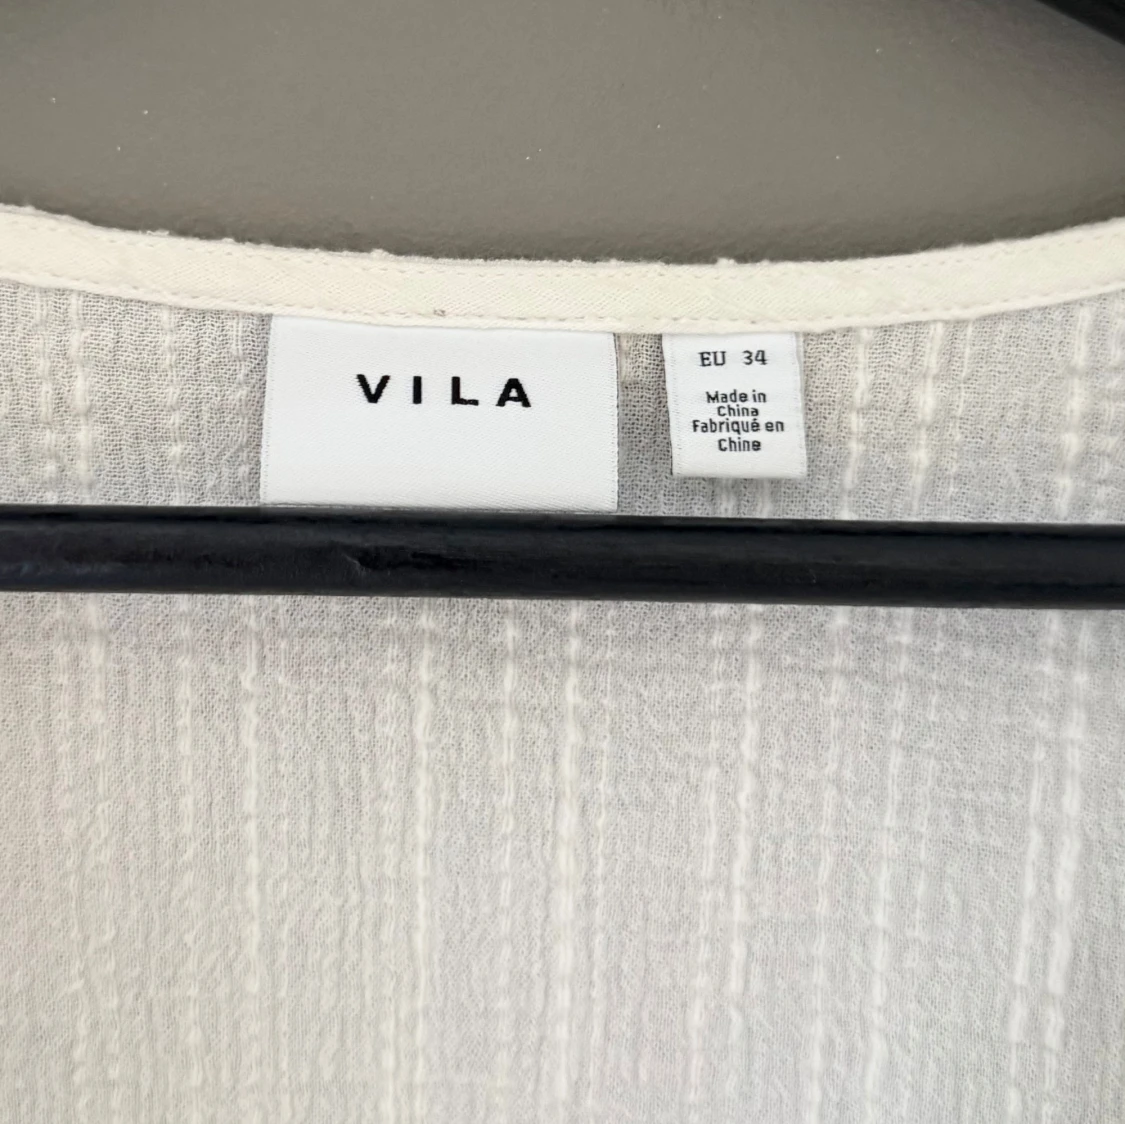 VILA
EU 34
Made in
China
Fabriqué en
Chine